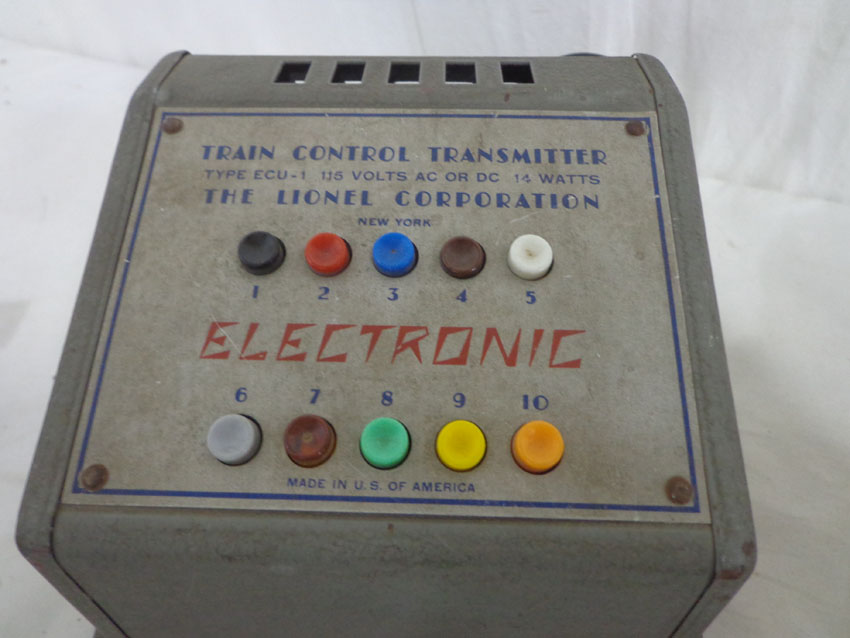 TRAIN CONTROL TRANSMITTER
TYPE ECU-1 115 VOLTS AC OR DC 14 WATTS
THE LIONEL CORPORATION
NEW YORK
1 2 3 4 5
ELECTRONIC
6 7 8 9 10
MADE IN U.S. OF AMERICA